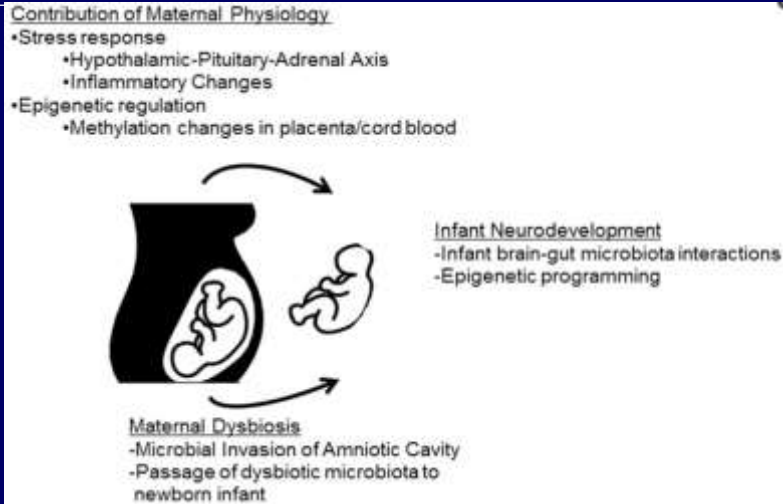 Contribution of Maternal Physiology
•Stress response
•Hypothalamic-Pituitary-Adrenal Axis
•Inflammatory Changes
•Epigenetic regulation
•Methylation changes in placenta/cord blood
Infant Neurodevelopment
-Infant brain-gut microbiota interactions
-Epigenetic programming
Maternal Dysbiosis
-Microbial Invasion of Amniotic Cavity
-Passage of dysbiotic microbiota to
newborn infant